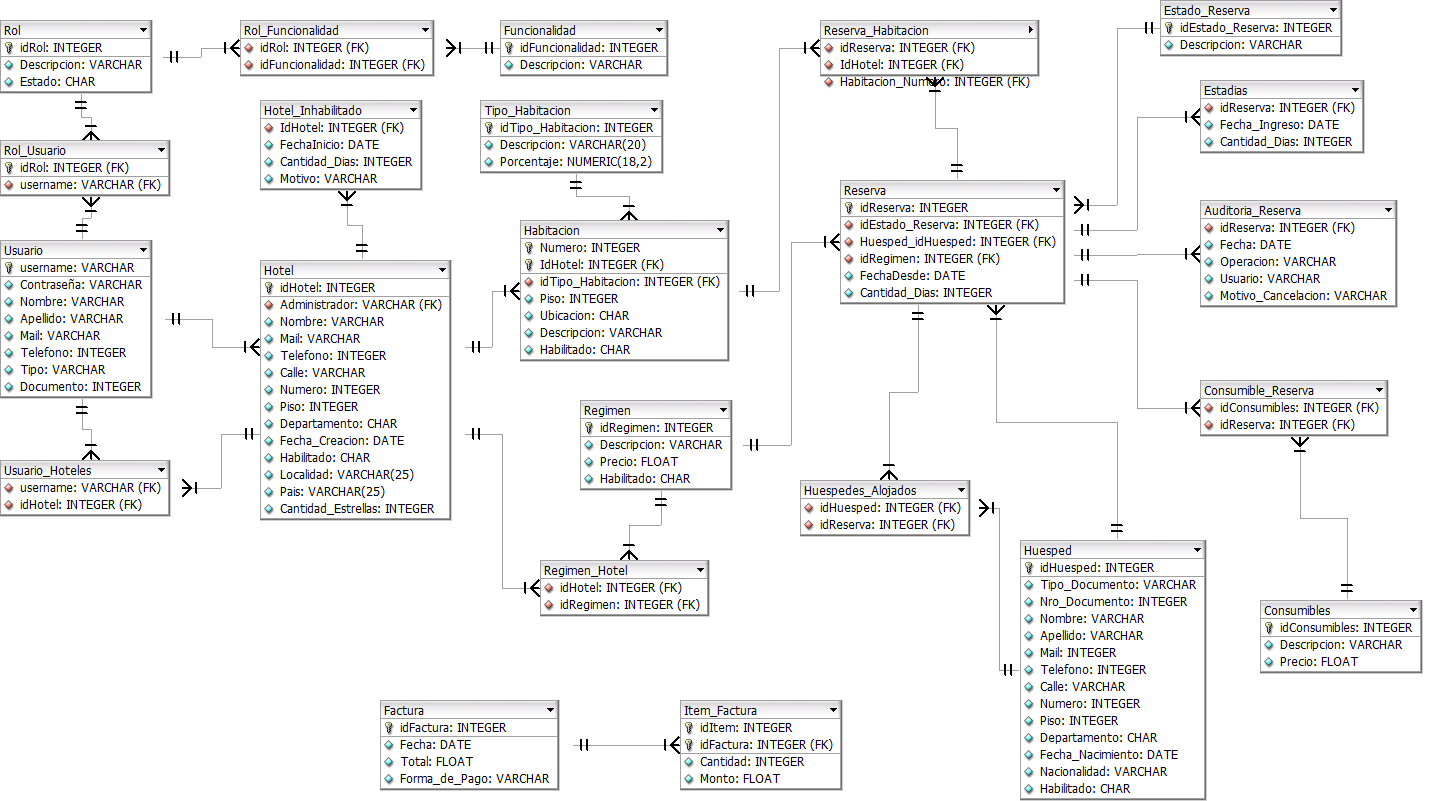 Rol
idRol: INTEGER
Descripcion: VARCHAR
Estado: CHAR
Rol_Funcionalidad
idRol: INTEGER (FK)
idFuncionalidad: INTEGER (FK)
Funcionalidad
idFuncionalidad: INTEGER
Descripcion: VARCHAR
Reserva_Habitacion
idReserva: INTEGER (FK)
IdHotel: INTEGER (FK)
Habitacion_Numero: INTEGER (FK)
Estado_Reserva
idEstado_Reserva: INTEGER
Descripcion: VARCHAR
Estadias
idReserva: INTEGER (FK)
Fecha_Ingreso: DATE
Cantidad_Dias: INTEGER
Hotel_Inhabilitado
IdHotel: INTEGER (FK)
FechaInicio: DATE
Cantidad_Dias: INTEGER
Motivo: VARCHAR
Tipo_Habitacion
idTipo_Habitacion: INTEGER
Descripcion: VARCHAR(20)
Porcentaje: NUMERIC(18,2)
Rol_Usuario
idRol: INTEGER (FK)
username: VARCHAR (FK)
Reserva
idReserva: INTEGER
idEstado_Reserva: INTEGER (FK)
Huesped_idHuesped: INTEGER (FK)
idRegimen: INTEGER (FK)
FechaDesde: DATE
Cantidad_Dias: INTEGER
Auditoria_Reserva
idReserva: INTEGER (FK)
Fecha: DATE
Operacion: VARCHAR
Usuario: VARCHAR
Motivo_Cancelacion: VARCHAR
Habitacion
Numero: INTEGER
IdHotel: INTEGER (FK)
idTipo_Habitacion: INTEGER (FK)
Piso: INTEGER
Ubicacion: CHAR
Descripcion: VARCHAR
Habilitado: CHAR
Usuario
username: VARCHAR
Contraseña: VARCHAR
Nombre: VARCHAR
Apellido: VARCHAR
Mail: VARCHAR
Telefono: INTEGER
Tipo: VARCHAR
Documento: INTEGER
Hotel
idHotel: INTEGER
Administrador: VARCHAR (FK)
Nombre: VARCHAR
Mail: VARCHAR
Telefono: INTEGER
Calle: VARCHAR
Numero: INTEGER
Piso: INTEGER
Departamento: CHAR
Fecha_Creacion: DATE
Habilitado: CHAR
Localidad: VARCHAR(25)
Pais: VARCHAR(25)
Cantidad_Estrellas: INTEGER
Consumible_Reserva
idConsumibles: INTEGER (FK)
idReserva: INTEGER (FK)
Regimen
idRegimen: INTEGER
Descripcion: VARCHAR
Precio: FLOAT
Habilitado: CHAR
Usuario_Hoteles
username: VARCHAR (FK)
idHotel: INTEGER (FK)
Huespedes_Alojados
idHuesped: INTEGER (FK)
idReserva: INTEGER (FK)
Huesped
idHuesped: INTEGER
Tipo_Documento: VARCHAR
Nro_Documento: INTEGER
Nombre: VARCHAR
Apellido: VARCHAR
Mail: INTEGER
Telefono: INTEGER
Calle: VARCHAR
Numero: INTEGER
Piso: INTEGER
Departamento: CHAR
Fecha_Nacimiento: DATE
Nacionalidad: VARCHAR
Habilitado: CHAR
Regimen_Hotel
idHotel: INTEGER (FK)
idRegimen: INTEGER (FK)
Consumibles
idConsumibles: INTEGER
Descripcion: VARCHAR
Precio: FLOAT
Factura
idFactura: INTEGER
Fecha: DATE
Total: FLOAT
Forma_de_Pago: VARCHAR
Item_Factura
idItem: INTEGER
idFactura: INTEGER (FK)
Cantidad: INTEGER
Monto: FLOAT